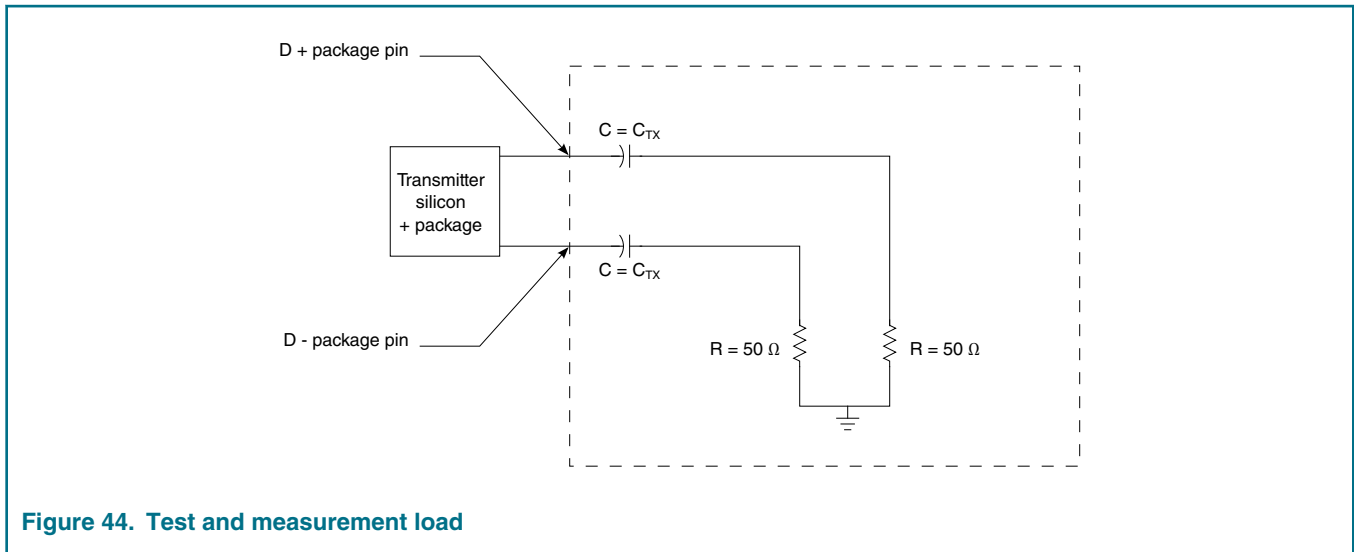 D + package pin
C = CTX
Transmitter
silicon
+ package
C = CTX
D - package pin
R = 50 Ω
R = 50 Ω
Figure 44. Test and measurement load